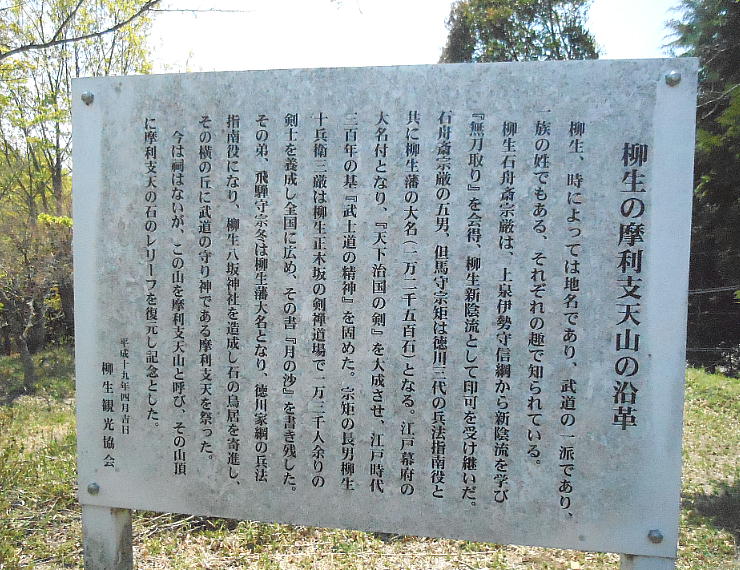 柳生の摩利支天山の沿革
柳生、時によっては地名であり、武道の一派であり、
一族の姓でもある、それぞれの趣で知られている。
柳生石舟斎宗厳は、上泉伊勢守信綱から新陰流を学び
『無刀取り』を会得、柳生新陰流として印可を受け継いだ。
石舟斎宗厳の五男、但馬守宗矩は徳川三代の兵法指南役と
共に柳生藩の大名(一万二千五百石)となる。江戸幕府の
大名付となり、『天下治国の剣』を大成させ、江戸時代
三百年の基『武士道の精神』を固めた。宗矩の長男柳生
十兵衛三厳は柳生正木坂の剣禅道場で一万三千人余りの
剣士を養成し全国に広め、その書『月の沙』を書き残した。
その弟、飛騨守宗冬は柳生藩大名となり、徳川家綱の兵法
指南役になり、柳生八坂神社を造成し石の鳥居を寄進し、
その横の丘に武道の守り神である摩利支天を祭った。
今は祠はないが、この山を摩利支天山と呼び、その山頂
に摩利支天の石のレリーフを復元し記念とした。
平成十九年四月吉日
柳生観光協会